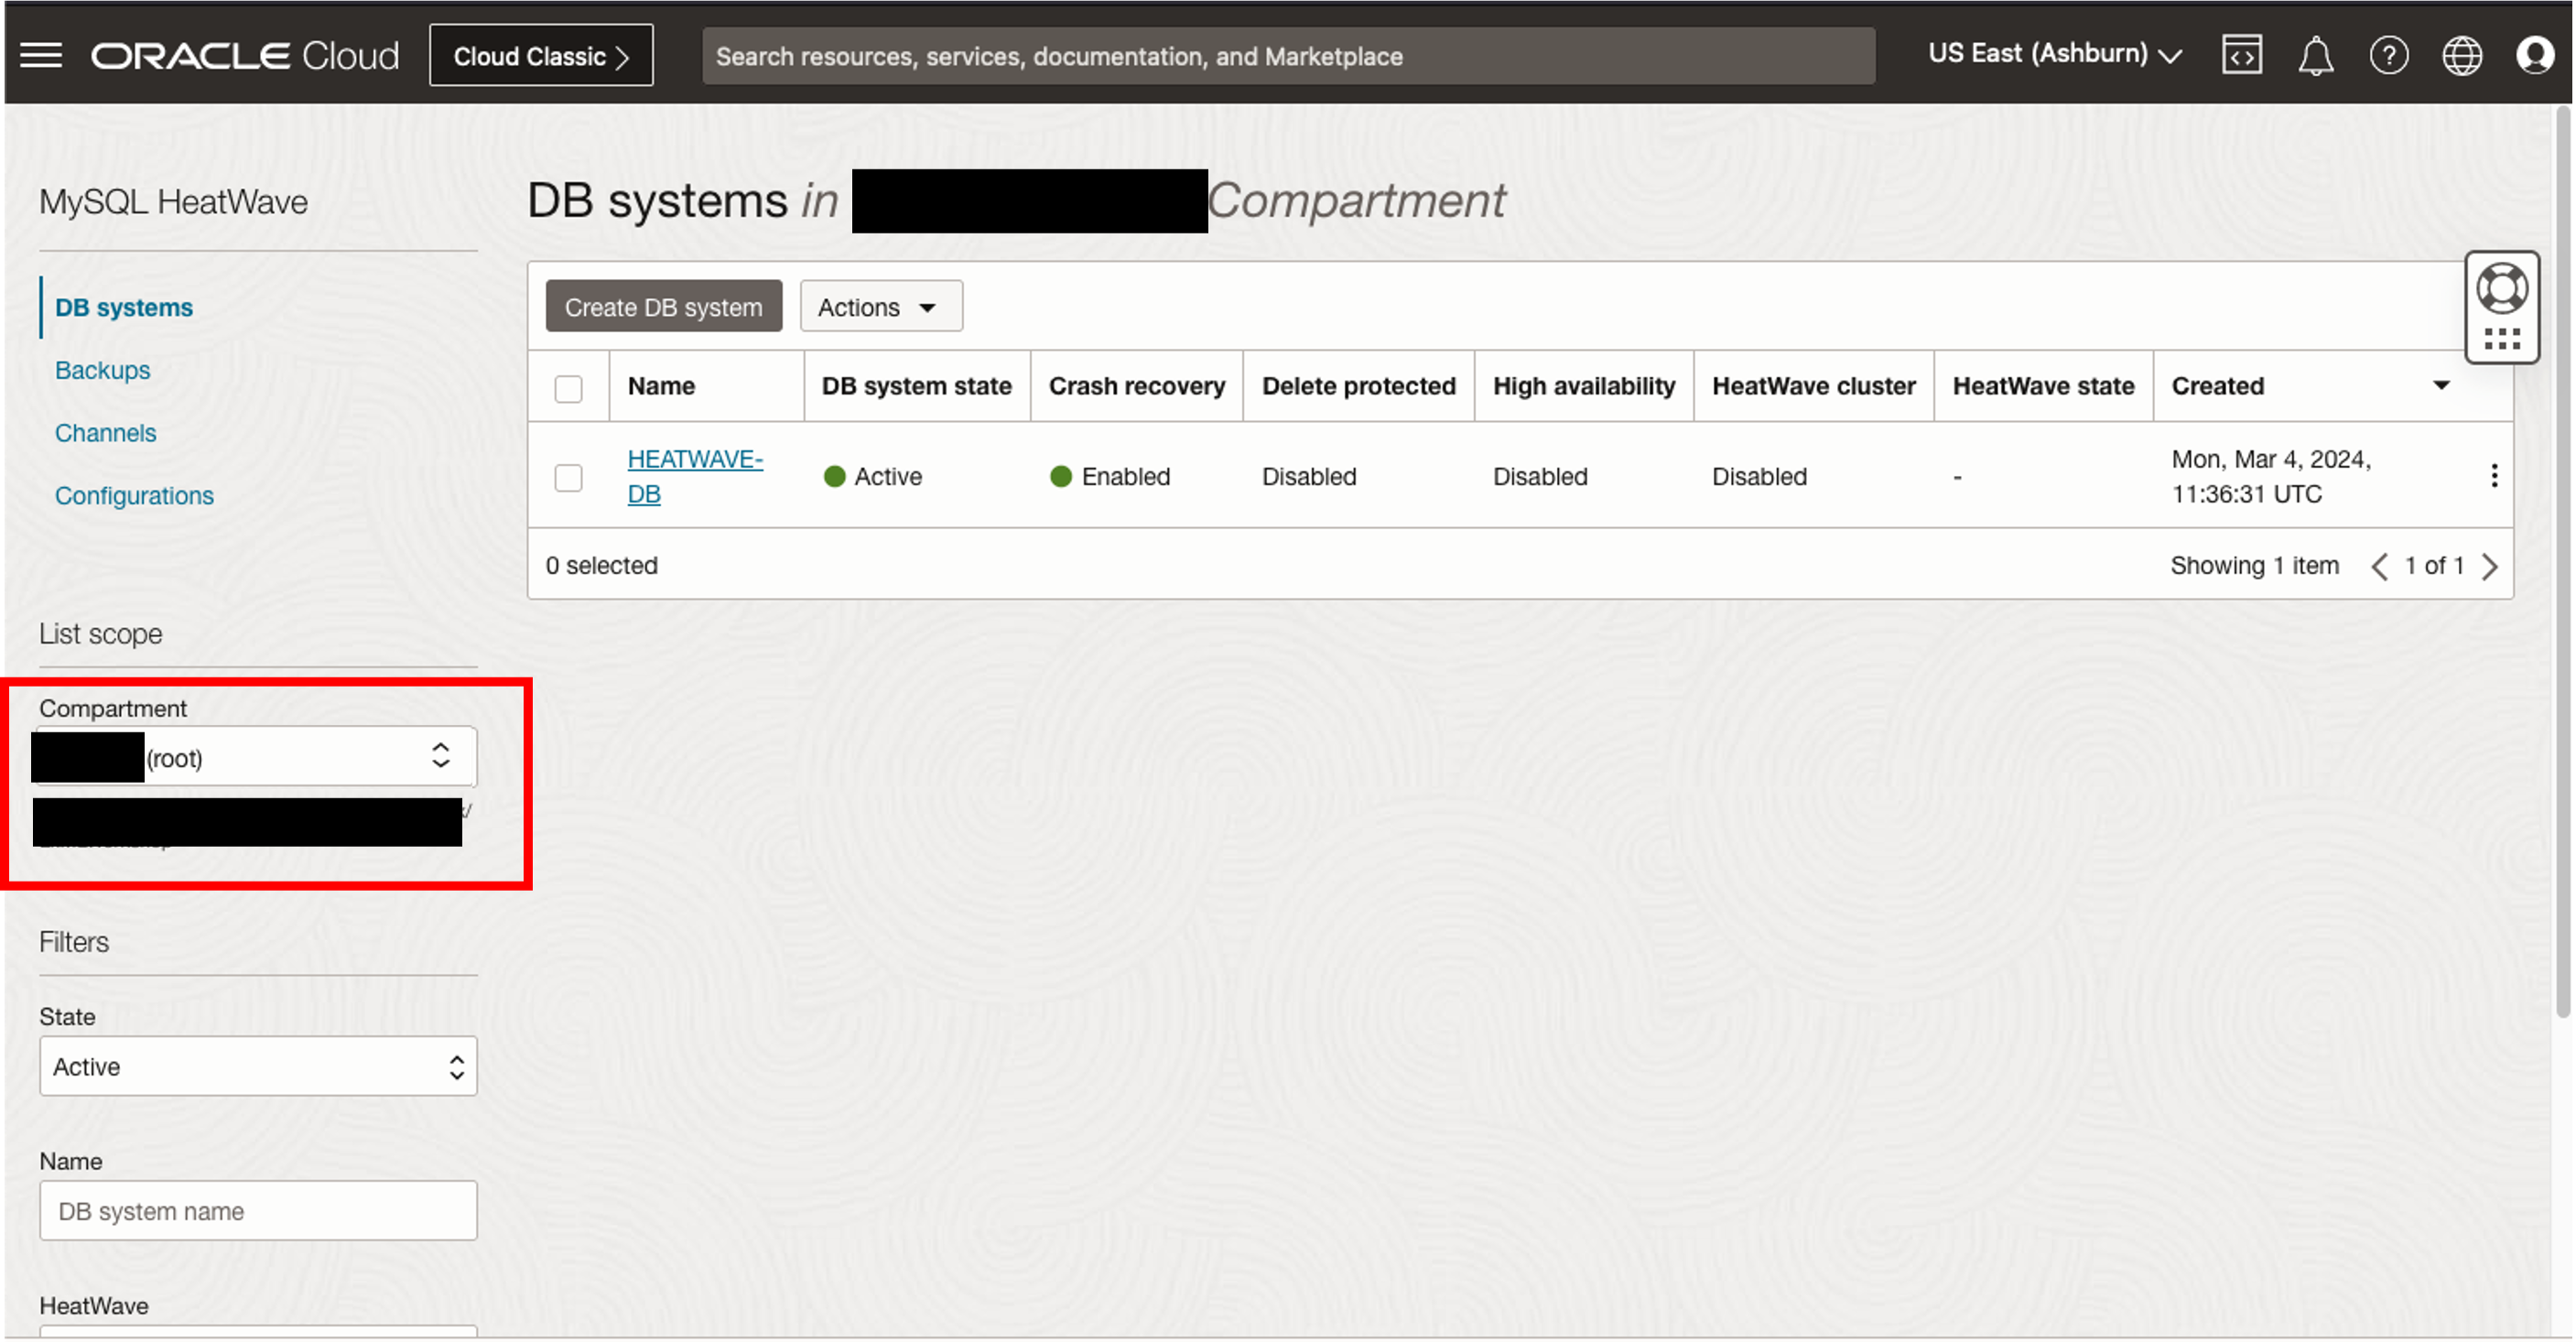 ORACLE Cloud
Cloud Classic
Search resources, services, documentation, and Marketplace
US East (Ashburn)
MySQL HeatWave
DB systems
Backups
Channels
Configurations
List scope
Compartment
(root)
Filters
State
Active
Name
DB system name
HeatWave
DB systems in Compartment
Create DB system Actions
Name DB system state Crash recovery Delete protected High availability HeatWave cluster HeatWave state Created
HEATWAVE-
DB
Active Enabled Disabled Disabled Disabled -
Mon, Mar 4, 2024,
11:36:31 UTC
0 selected
Showing 1 item 1 of 1